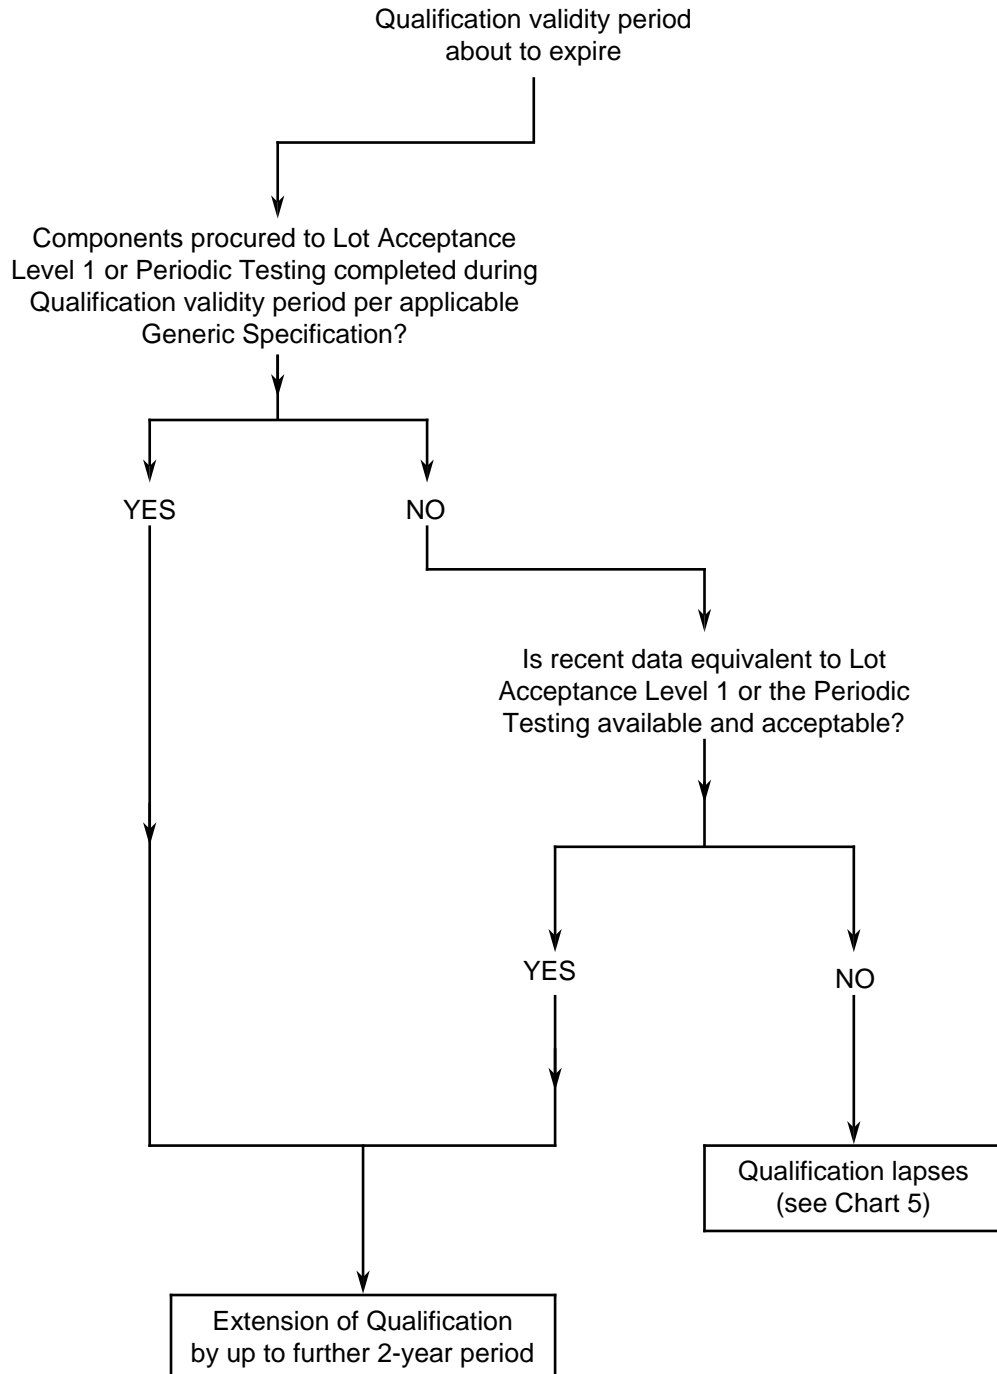 Qualification validity period
about to expire
Components procured to Lot Acceptance
Level 1 or Periodic Testing completed during
Qualification validity period per applicable
Generic Specification?
YES
NO
Is recent data equivalent to Lot
Acceptance Level 1 or the Periodic
Testing available and acceptable?
YES
NO
Qualification lapses
(see Chart 5)
Extension of Qualification
by up to further 2-year period